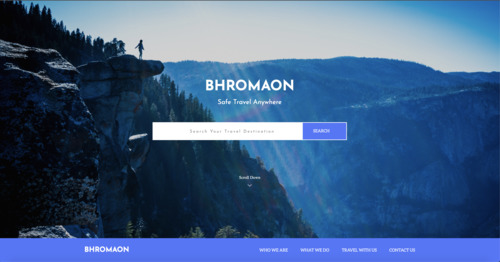 BHROMAON
Safe Travel Anywhere
Search Your Travel Destination
SEARCH
Scroll Down
BHROMAON
WHO WE ARE
WHAT WE DO
TRAVEL WITH US
CONTACT US